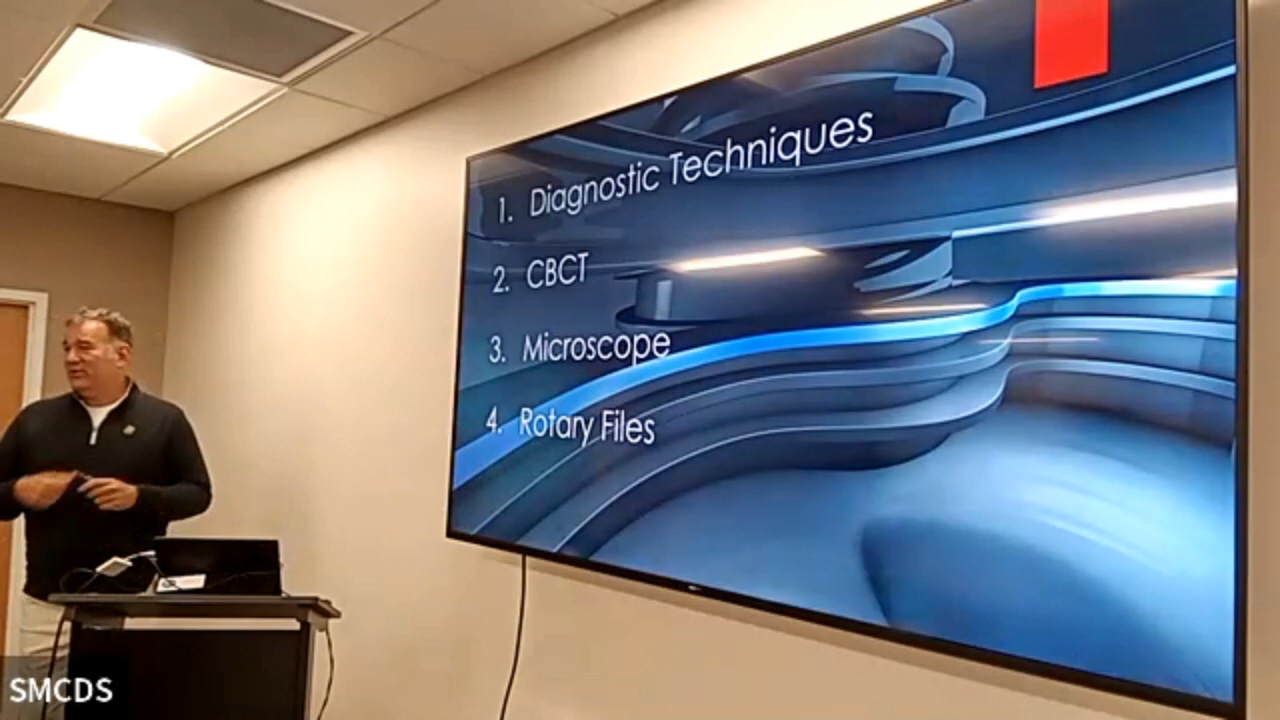 1. Diagnostic Techniques
2. CBCT
3. Microscope
4. Rotary Files
SMCDS